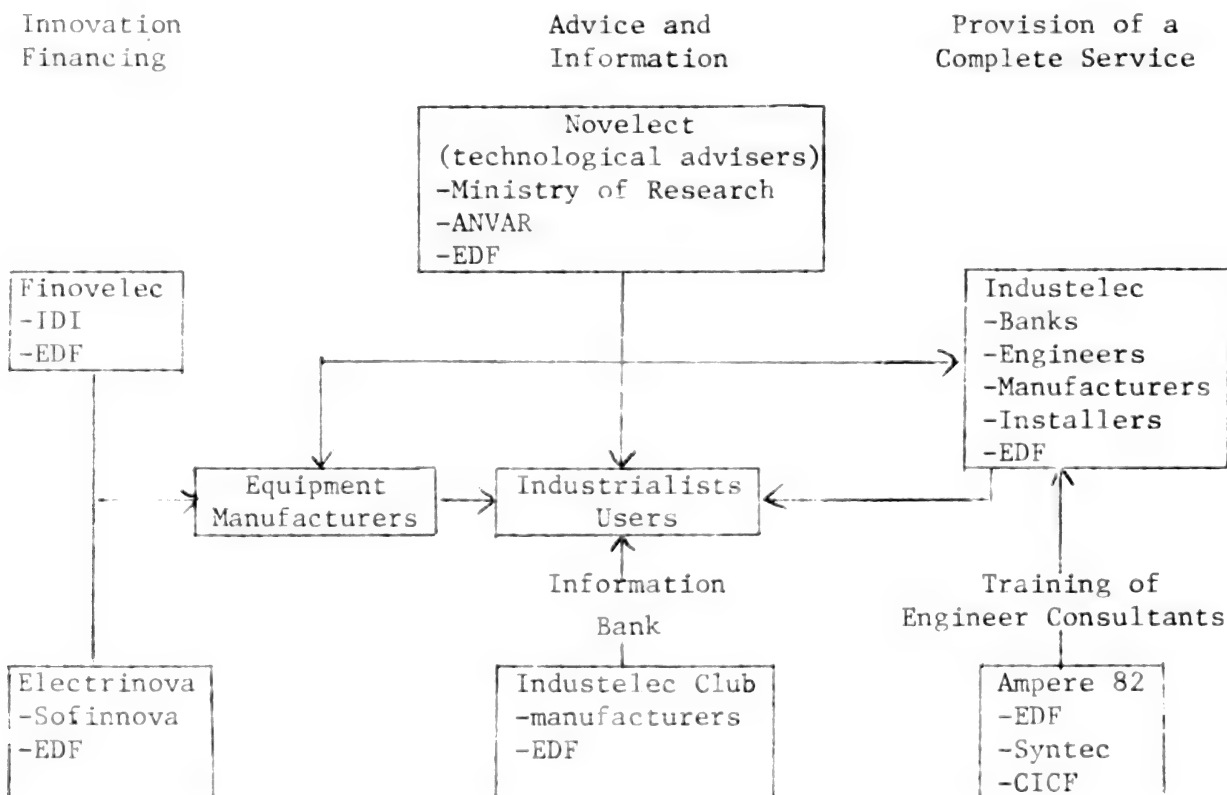 Innovation
Financing
Advice and
Information
Provision of a
Complete Service
Novelect
(technological advisers)
-Ministry of Research
-ANVAR
-EDF
Finovelec
-IDI
-EDF
Industelec
-Banks
-Engineers
-Manufacturers
-Installers
-EDF
Equipment
Manufacturers
Industrialists
Users
Information
Bank
Training of
Engineer Consultants
Electrinova
-Sofinnova
-EDF
Industelec Club
-manufacturers
-EDF
Ampere 82
-EDF
-Syntec
-CICF